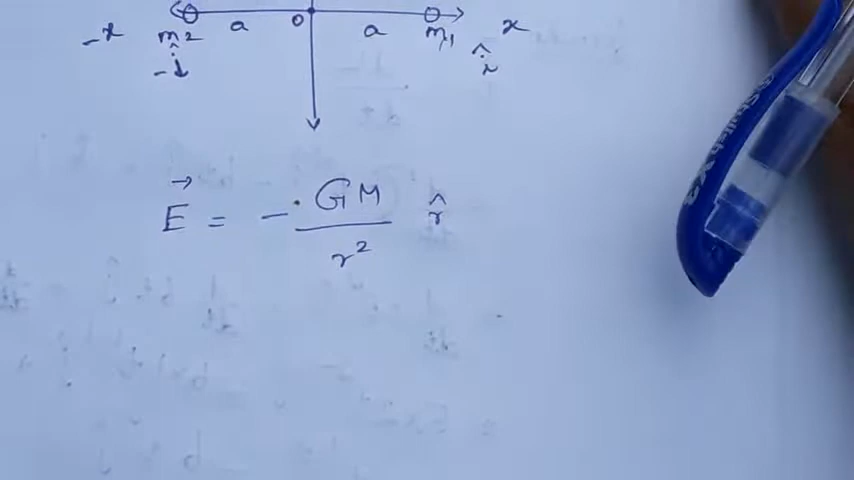 -x m2 a o a m1 x
-î î
E⃗ = - GM/r² r̂